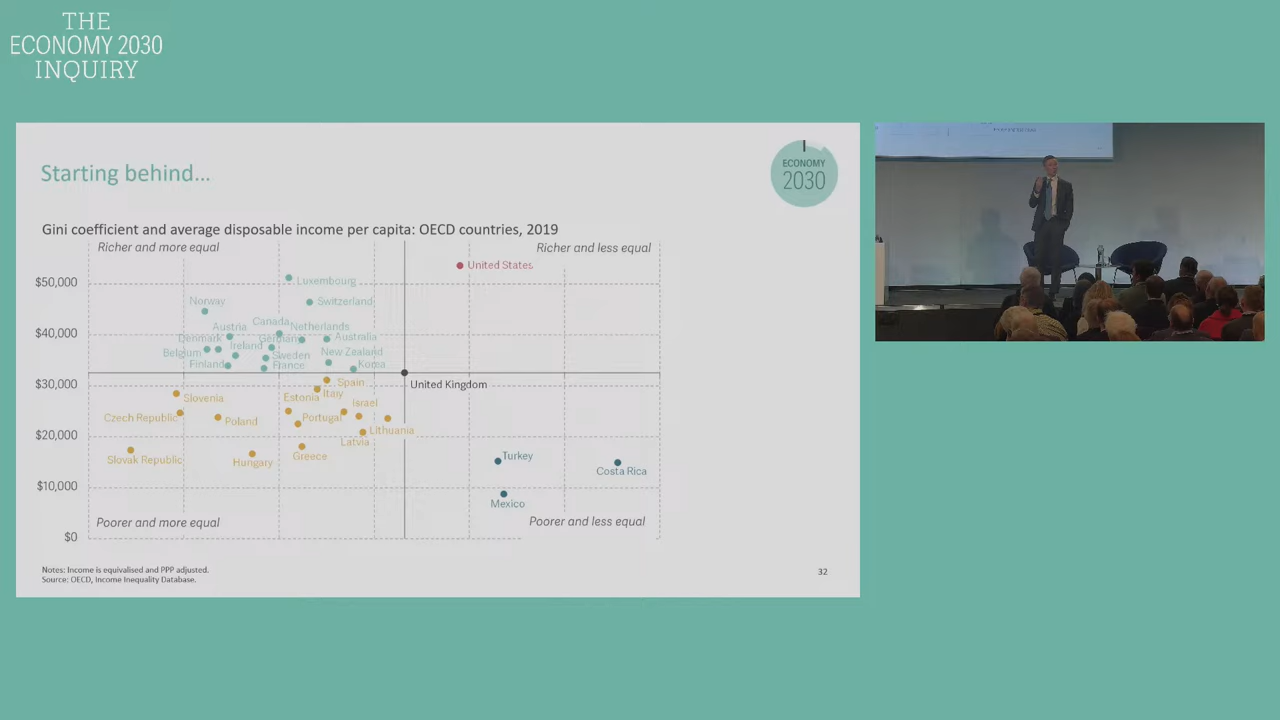 THE
ECONOMY 2030
INQUIRY
Starting behind...
ECONOMY
2030
Gini coefficient and average disposable income per capita: OECD countries, 2019
Richer and more equal
Richer and less equal
United States
$50,000
Luxembourg
Norway
Switzerland
$40,000
Canada
Austria
Netherlands
Denmark
Germany
Australia
Ireland
Belgium
New Zealand
Sweden
Finland
France
Korea
$30,000
United Kingdom
Spain
Slovenia
Estonia
Italy
Israel
Czech Republic
Poland
Portugal
Lithuania
$20,000
Latvia
Slovak Republic
Hungary
Greece
Turkey
Costa Rica
$10,000
Mexico
Poorer and more equal
Poorer and less equal
$0
Notes: Income is equivalised and PPP adjusted.
Source: OECD, Income Inequality Database.
32